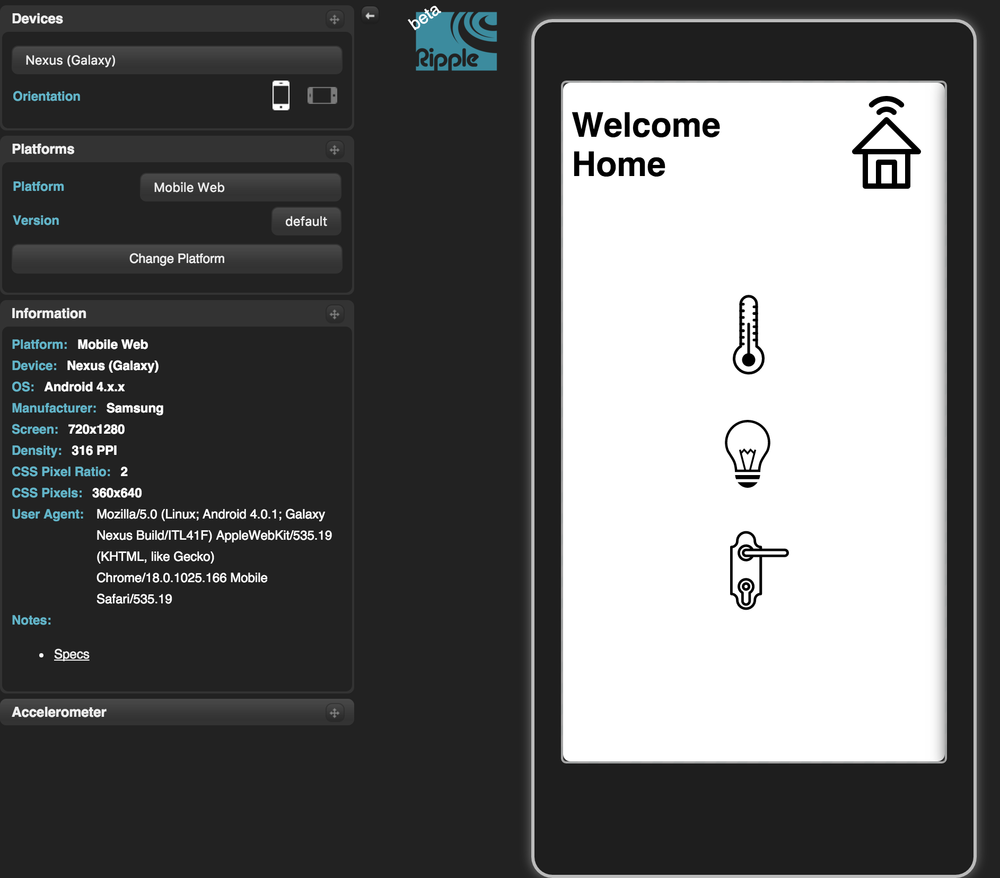 Devices
Nexus (Galaxy)
Orientation
Platforms
Platform
Mobile Web
Version
default
Change Platform
Information
Platform: Mobile Web
Device: Nexus (Galaxy)
OS: Android 4.x.x
Manufacturer: Samsung
Screen: 720x1280
Density: 316 PPI
CSS Pixel Ratio: 2
CSS Pixels: 360x640
User Agent: Mozilla/5.0 (Linux; Android 4.0.1; Galaxy
Nexus Build/ITL41F) AppleWebKit/535.19
(KHTML, like Gecko)
Chrome/18.0.1025.166 Mobile
Safari/535.19
Notes:
Specs
Accelerometer
beta
Ripple
Welcome
Home